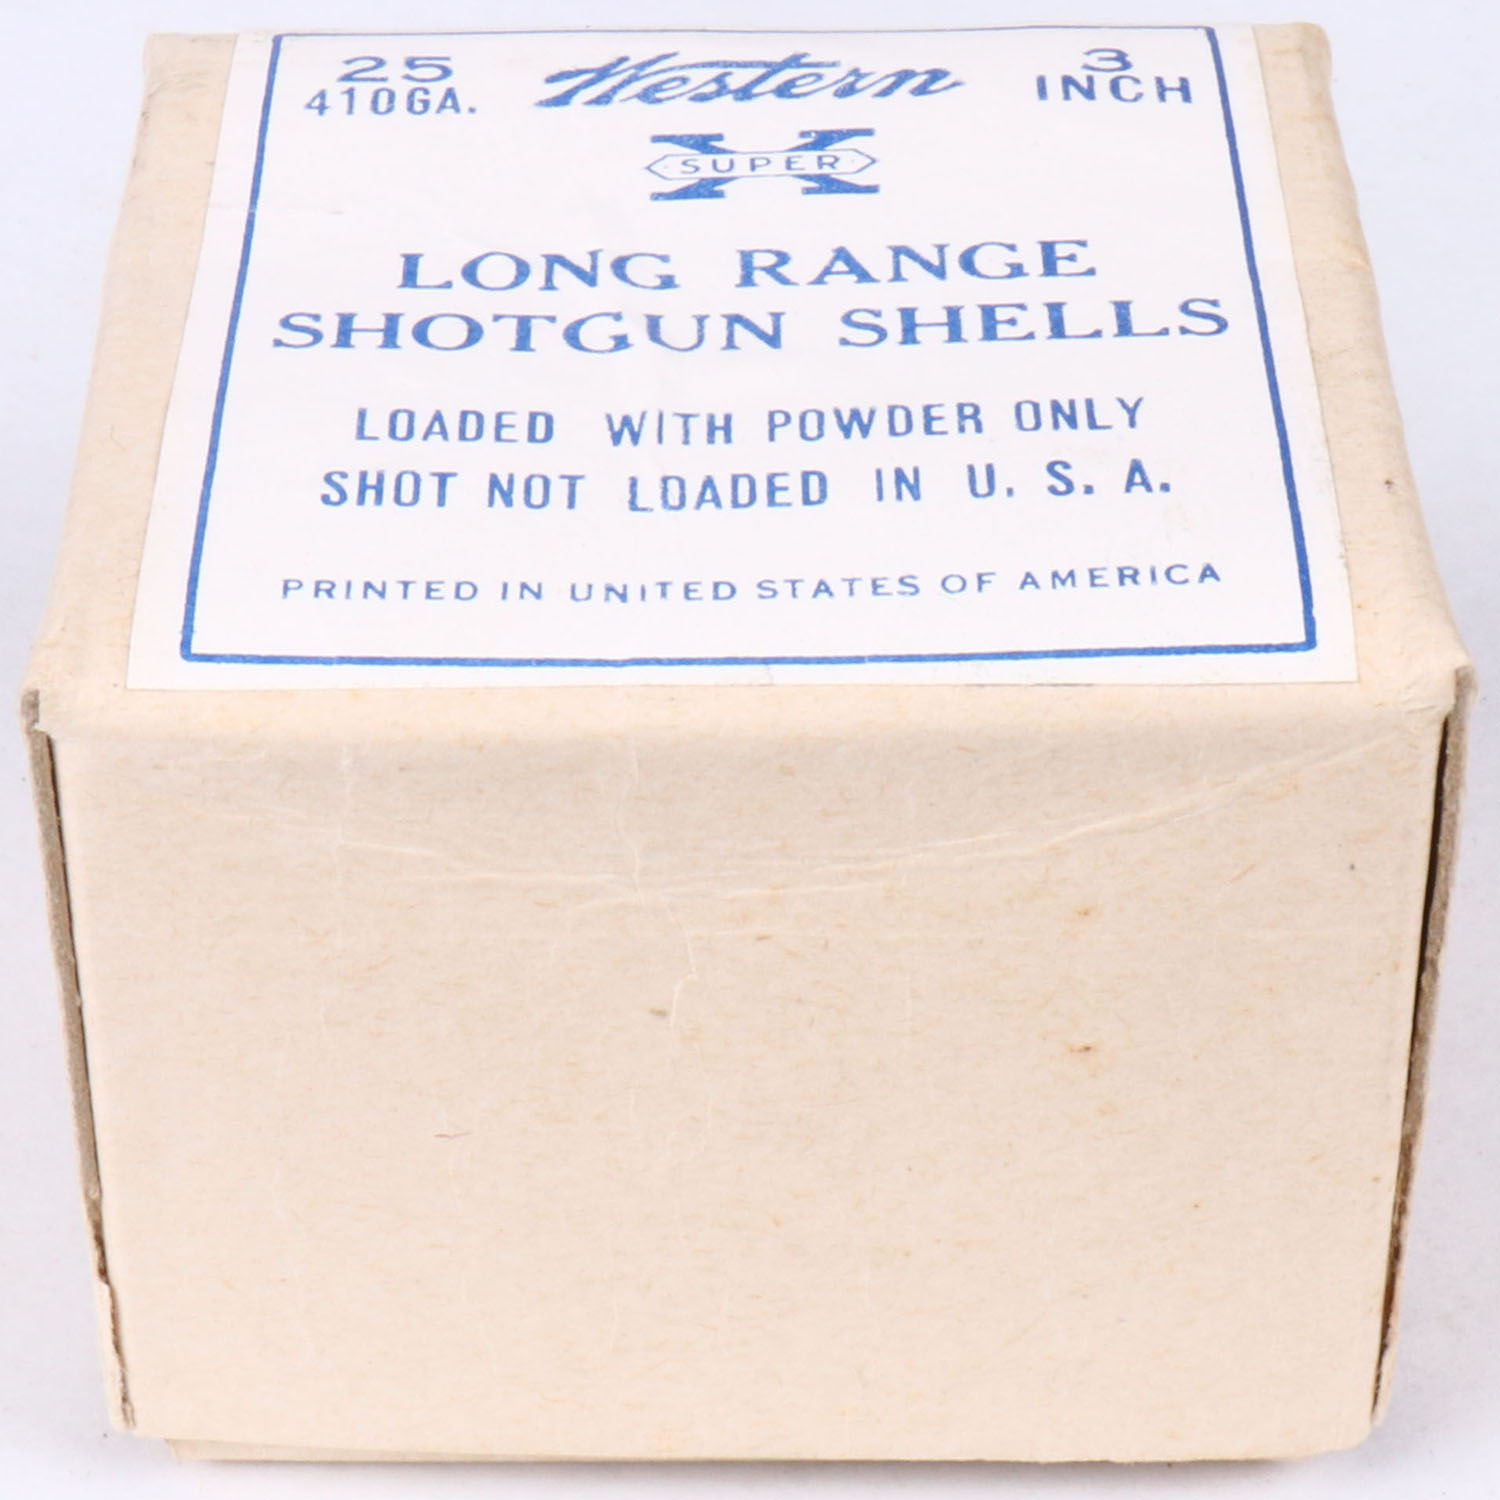 25 Western 3
410GA. INCH
SUPER X
LONG RANGE
SHOTGUN SHELLS
LOADED WITH POWDER ONLY
SHOT NOT LOADED IN U. S. A.
PRINTED IN UNITED STATES OF AMERICA